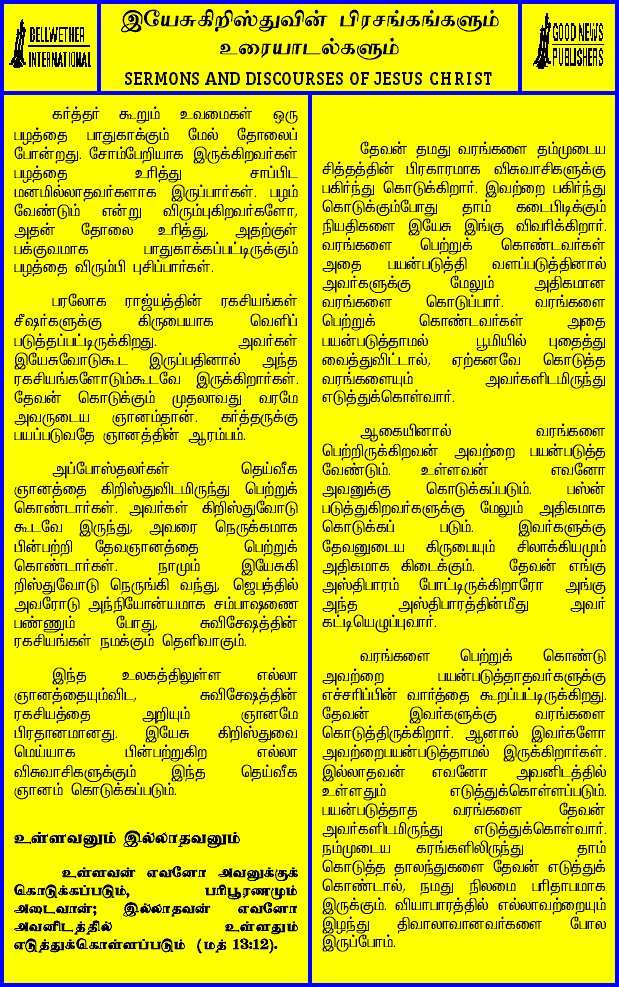 BELLWETHER
INTERNATIONAL
இயேசுகிறிஸ்துவின் பிரசங்கங்களும்
உரையாடல்களும்
SERMONS AND DISCOURSES OF JESUS CHRIST
GOOD NEWS
PUBLISHERS
கர்த்தர் கூறும் உவமைகள் ஒரு
பழத்தை பாதுகாக்கும் மேல் தோலைப்
போன்றது. சோம்பேறியாக இருக்கிறவர்கள்
பழத்தை உரித்து சாப்பிட
மனமில்லாதவர்களாக இருப்பார்கள். பழம்
வேண்டும் என்று விரும்புகிறவர்களோ,
அதன் தோலை உரித்து, அதற்குள்
பக்குவமாக பாதுகாக்கப்பட்டிருக்கும்
பழத்தை விரும்பி புசிப்பார்கள்.
பரலோக ராஜ்யத்தின் ரகசியங்கள்
சீஷர்களுக்கு கிருபையாக வெளிப்
படுத்தப்பட்டிருக்கிறது. அவர்கள்
இயேசுவோடுகூட இருப்பதினால் அந்த
ரகசியங்களோடும்கூடவே இருக்கிறார்கள்.
தேவன் கொடுக்கும் முதலாவது வரமே
அவருடைய ஞானம்தான். கர்த்தருக்கு
பயப்படுவதே ஞானத்தின் ஆரம்பம்.
அப்போஸ்தலர்கள் தெய்வீக
ஞானத்தை கிறிஸ்துவிடமிருந்து பெற்றுக்
கொண்டார்கள். அவர்கள் கிறிஸ்துவோடு
கூடவே இருந்து, அவரை நெருக்கமாக
பின்பற்றி தேவஞானத்தை பெற்றுக்
கொண்டார்கள். நாமும் இயேசுகி
றிஸ்துவோடு நெருங்கி வந்து, ஜெபத்தில்
அவரோடு அந்நியோன்யமாக சம்பாஷணை
பண்ணும் போது, சுவிசேஷத்தின்
ரகசியங்கள் நமக்கும் தெளிவாகும்.
இந்த உலகத்திலுள்ள எல்லா
ஞானத்தையும்விட, சுவிசேஷத்தின்
ரகசியத்தை அறியும் ஞானமே
பிரதானமானது. இயேசு கிறிஸ்துவை
மெய்யாக பின்பற்றுகிற எல்லா
விசுவாசிகளுக்கும் இந்த தெய்வீக
ஞானம் கொடுக்கப்படும்.
உள்ளவனும் இல்லாதவனும்
உள்ளவன் எவனோ அவனுக்குக்
கொடுக்கப்படும், பரிபூரணமும்
அடைவான்; இல்லாதவன் எவனோ
அவனிடத்தில் உள்ளதும்
எடுத்துக்கொள்ளப்படும் (மத் 13:12).
தேவன் தமது வரங்களை தம்முடைய
சித்தத்தின் பிரகாரமாக விசுவாசிகளுக்கு
பகிர்ந்து கொடுக்கிறார். இவற்றை பகிர்ந்து
கொடுக்கும்போது தாம் கடைபிடிக்கும்
நியதிகளை இயேசு இங்கு விவரிக்கிறார்.
வரங்களை பெற்றுக் கொண்டவர்கள்
அதை பயன்படுத்தி வளப்படுத்தினால்
அவர்களுக்கு மேலும் அதிகமான
வரங்களை கொடுப்பார். வரங்களை
பெற்றுக் கொண்டவர்கள் அதை
பயன்படுத்தாமல் பூமியில் புதைத்து
வைத்துவிட்டால், ஏற்கனவே கொடுத்த
வரங்களையும் அவர்களிடமிருந்து
எடுத்துக்கொள்வார்.
ஆகையினால் வரங்களை
பெற்றிருக்கிறவன் அவற்றை பயன்படுத்த
வேண்டும். உள்ளவன் எவனோ
அவனுக்கு கொடுக்கப்படும். பஸ்ன்
படுத்துகிறவர்களுக்கு மேலும் அதிகமாக
கொடுக்கப் படும். இவர்களுக்கு
தேவனுடைய கிருபையும் சிலாக்கியமும்
அதிகமாக கிடைக்கும். தேவன் எங்கு
அஸ்திபாரம் போட்டிருக்கிறாரோ அங்கு
அந்த அஸ்திபாரத்தின்மீது அவர்
கட்டியெழுப்புவார்.
வரங்களை பெற்றுக் கொண்டு
அவற்றை பயன்படுத்தாதவர்களுக்கு
எச்சரிப்பின் வார்த்தை கூறப்பட்டிருக்கிறது.
தேவன் இவர்களுக்கு வரங்களை
கொடுத்திருக்கிறார். ஆனால் இவர்களோ
அவற்றைபயன்படுத்தாமல் இருக்கிறார்கள்.
இல்லாதவன் எவனோ அவனிடத்தில்
உள்ளதும் எடுத்துக்கொள்ளப்படும்.
பயன்படுத்தாத வரங்களை தேவன்
அவர்களிடமிருந்து எடுத்துக்கொள்வார்.
நம்முடைய கரங்களிலிருந்து தாம்
கொடுத்த தாலந்துகளை தேவன் எடுத்துக்
கொண்டால், நமது நிலமை பரிதாபமாக
இருக்கும். வியாபாரத்தில் எல்லாவற்றையும்
இழந்து திவாலாவானவர்களை போல
இருப்போம்.